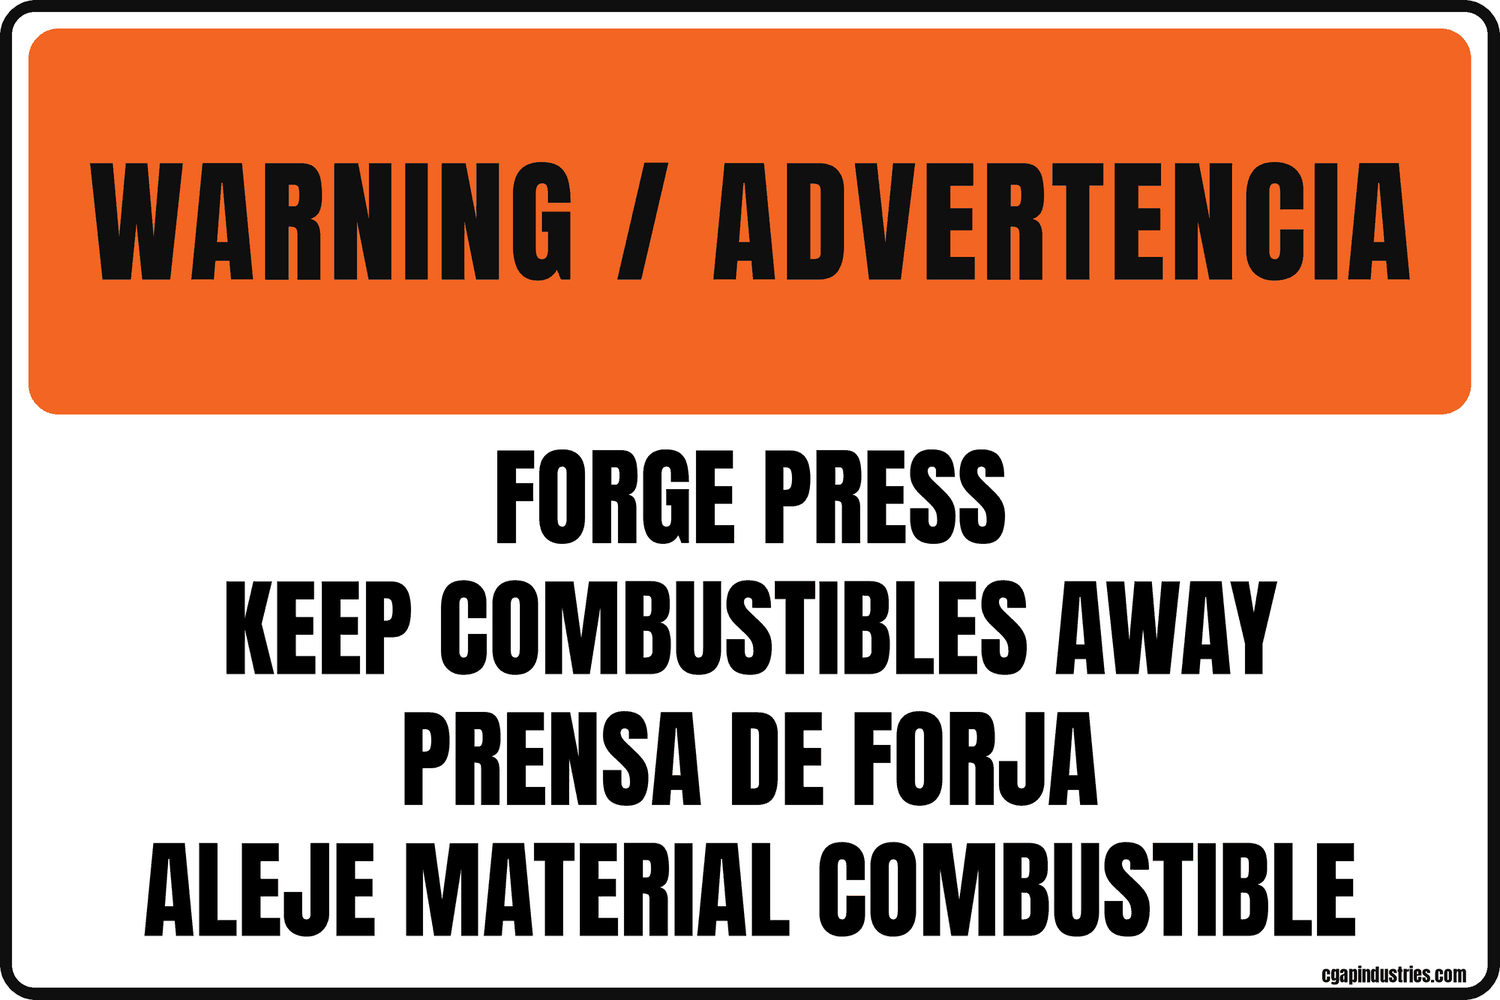 WARNING / ADVERTENCIA
FORGE PRESS
KEEP COMBUSTIBLES AWAY
PRENSA DE FORJA
ALEJE MATERIAL COMBUSTIBLE
cgapindustries.com